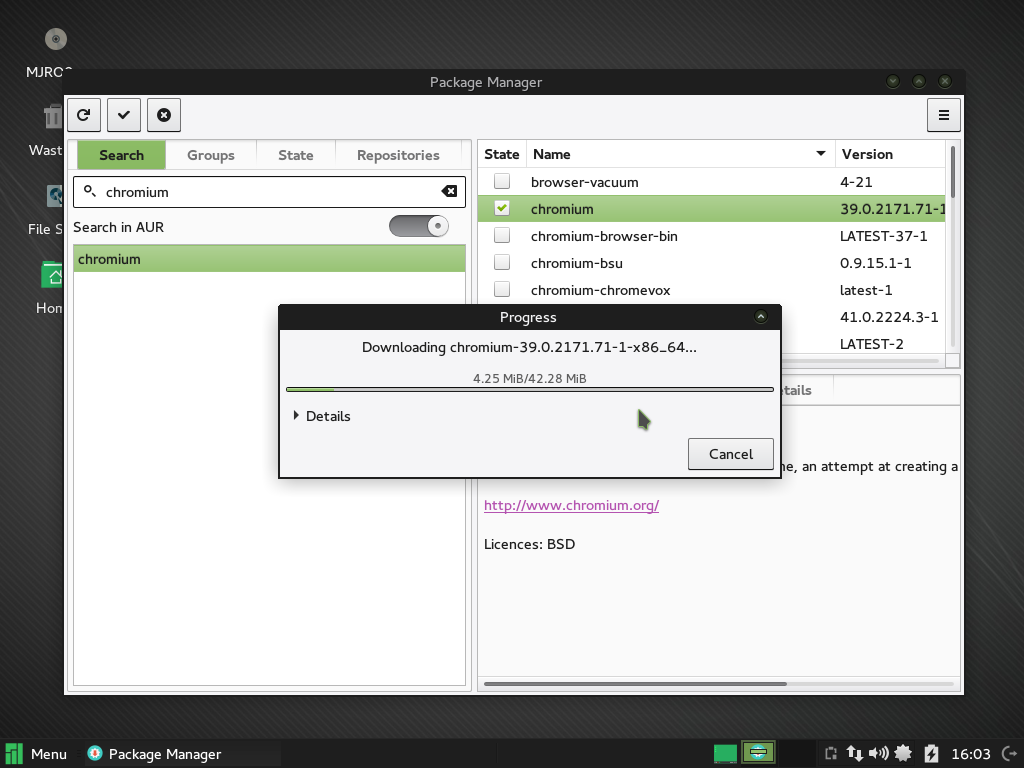 MJRO
Package Manager
Wast
File S
Hom
Search
Groups
State
Repositories
chromium
Search in AUR
chromium
State
Name
Version
browser-vacuum
4-21
chromium
39.0.2171.71-1
chromium-browser-bin
LATEST-37-1
chromium-bsu
0.9.15.1-1
chromium-chromevox
latest-1
41.0.2224.3-1
LATEST-2
Progress
Downloading chromium-39.0.2171.71-1-x86_64...
4.25 MiB/42.28 MiB
Details
Cancel
tails
ne, an attempt at creating a
http://www.chromium.org/
Licences: BSD
Menu
Package Manager
16:03